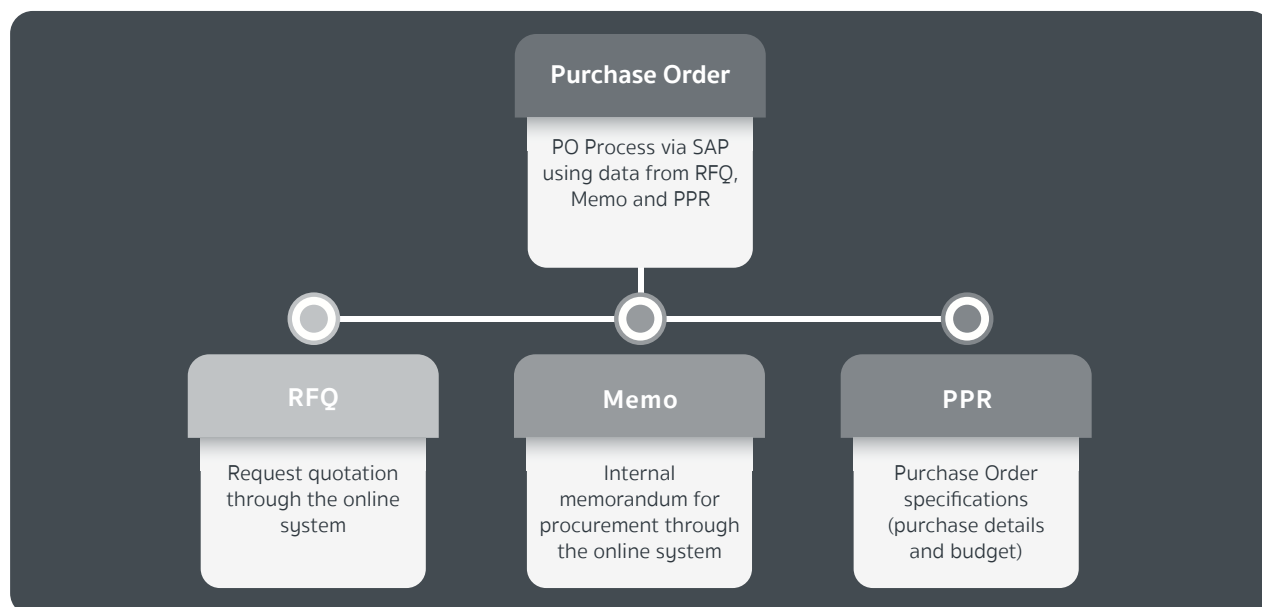 Purchase Order
PO Process via SAP
using data from RFQ,
Memo and PPR
RFQ
Request quotation
through the online
system
Memo
Internal
memorandum for
procurement through
the online system
PPR
Purchase Order
specifications
(purchase details
and budget)